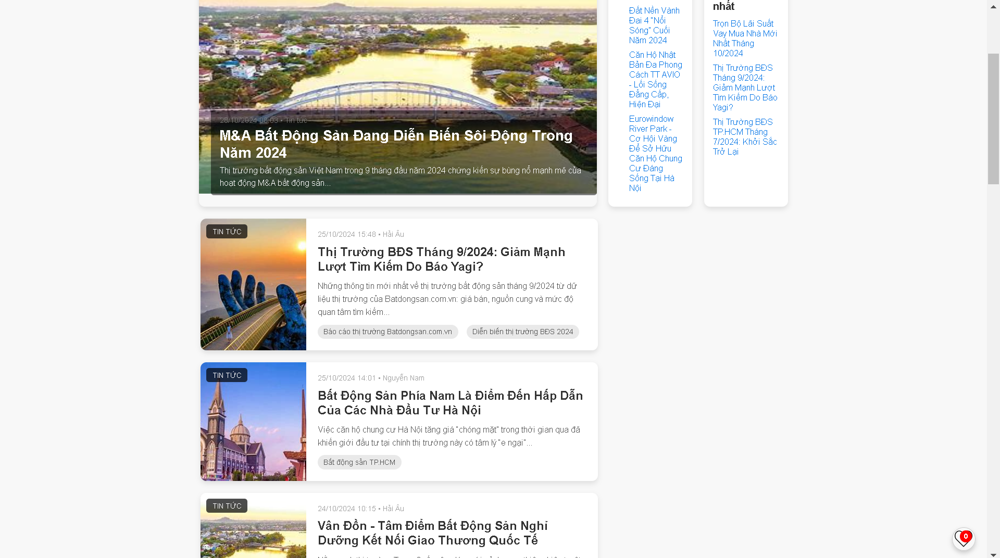 28/10/2024 08:03 • Tin tức
M&A Bất Động Sản Đang Diễn Biến Sôi Động Trong
Năm 2024
Thị trường bất động sản Việt Nam trong 9 tháng đầu năm 2024 chứng kiến sự bùng nổ mạnh mẽ của
hoạt động M&A bất động sản...
Đất Nền Vành
Đai 4 “Nổi
Sóng” Cuối
Năm 2024
Căn Hộ Nhật
Bản Đa Phong
Cách TT AVIO
- Lối Sống
Đẳng Cấp,
Hiện Đại
Eurowindow
River Park -
Cơ Hội Vàng
Để Sở Hữu
Căn Hộ Chung
Cư Đáng
Sống Tại Hà
Nội
nhất
Trọn Bộ Lãi Suất
Vay Mua Nhà Mới
Nhất Tháng
10/2024
Thị Trường BĐS
Tháng 9/2024:
Giảm Mạnh Lượt
Tìm Kiếm Do Bão
Yagi?
Thị Trường BĐS
TP.HCM Tháng
7/2024: Khởi Sắc
Trở Lại
TIN TỨC
25/10/2024 15:48 • Hải Âu
Thị Trường BĐS Tháng 9/2024: Giảm Mạnh
Lượt Tìm Kiếm Do Bão Yagi?
Những thông tin mới nhất về thị trường bất động sản tháng 9/2024 từ dữ
liệu thị trường của Batdongsan.com.vn: giá bán, nguồn cung và mức độ
quan tâm tìm kiếm...
Báo cáo thị trường Batdongsan.com.vn
Diễn biến thị trường BĐS 2024
TIN TỨC
25/10/2024 14:01 • Nguyễn Nam
Bất Động Sản Phía Nam Là Điểm Đến Hấp Dẫn
Của Các Nhà Đầu Tư Hà Nội
Việc căn hộ chung cư Hà Nội tăng giá “chóng mặt” trong thời gian qua đã
khiến giới đầu tư tại chính thị trường này có tâm lý “e ngại”...
Bất động sản TP.HCM
TIN TỨC
24/10/2024 10:15 • Hải Âu
Vân Đồn - Tâm Điểm Bất Động Sản Nghỉ
Dưỡng Kết Nối Giao Thương Quốc Tế
0